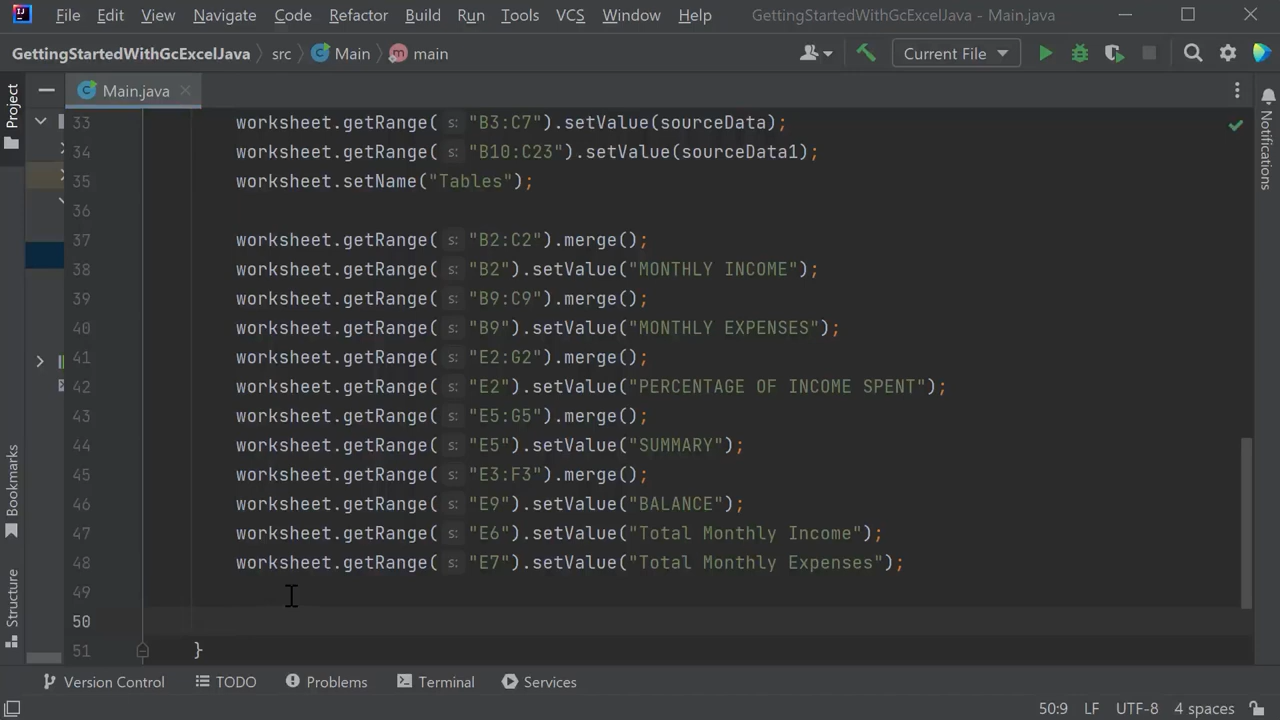 File Edit View Navigate Code Refactor Build Run Tools VCS Window Help GettingStartedWithGcExcelJava - Main.java
GettingStartedWithGcExcelJava src Main main Current File
Project
Main.java
Notifications
33 worksheet.getRange( s: "B3:C7").setValue(sourceData);
34 worksheet.getRange( s: "B10:C23").setValue(sourceData1);
35 worksheet.setName("Tables");
36
37 worksheet.getRange( s: "B2:C2").merge();
38 worksheet.getRange( s: "B2").setValue("MONTHLY INCOME");
39 worksheet.getRange( s: "B9:C9").merge();
40 worksheet.getRange( s: "B9").setValue("MONTHLY EXPENSES");
41 worksheet.getRange( s: "E2:G2").merge();
42 worksheet.getRange( s: "E2").setValue("PERCENTAGE OF INCOME SPENT");
43 worksheet.getRange( s: "E5:G5").merge();
44 worksheet.getRange( s: "E5").setValue("SUMMARY");
45 worksheet.getRange( s: "E3:F3").merge();
46 worksheet.getRange( s: "E9").setValue("BALANCE");
47 worksheet.getRange( s: "E6").setValue("Total Monthly Income");
48 worksheet.getRange( s: "E7").setValue("Total Monthly Expenses");
49
50
51 }
Bookmarks
Structure
Version Control TODO Problems Terminal Services
50:9 LF UTF-8 4 spaces